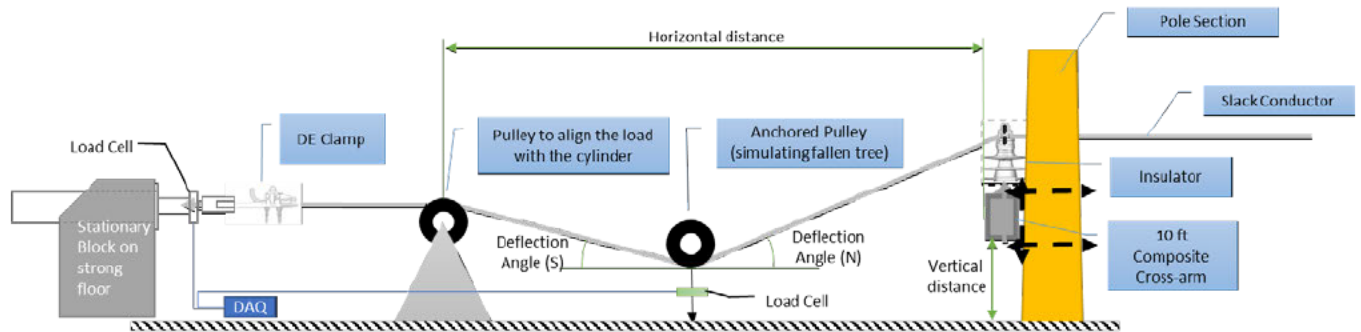 Pole Section
Horizontal distance
Slack Conductor
DE Clamp
Load Cell
Pulley to align the load
with the cylinder
Anchored Pulley
(simulating fallen tree)
Insulator
Stationary
Block on
strong
floor
Deflection
Angle (S)
Deflection
Angle (N)
10 ft
Composite
Cross-arm
Vertical
distance
DAQ
Load Cell